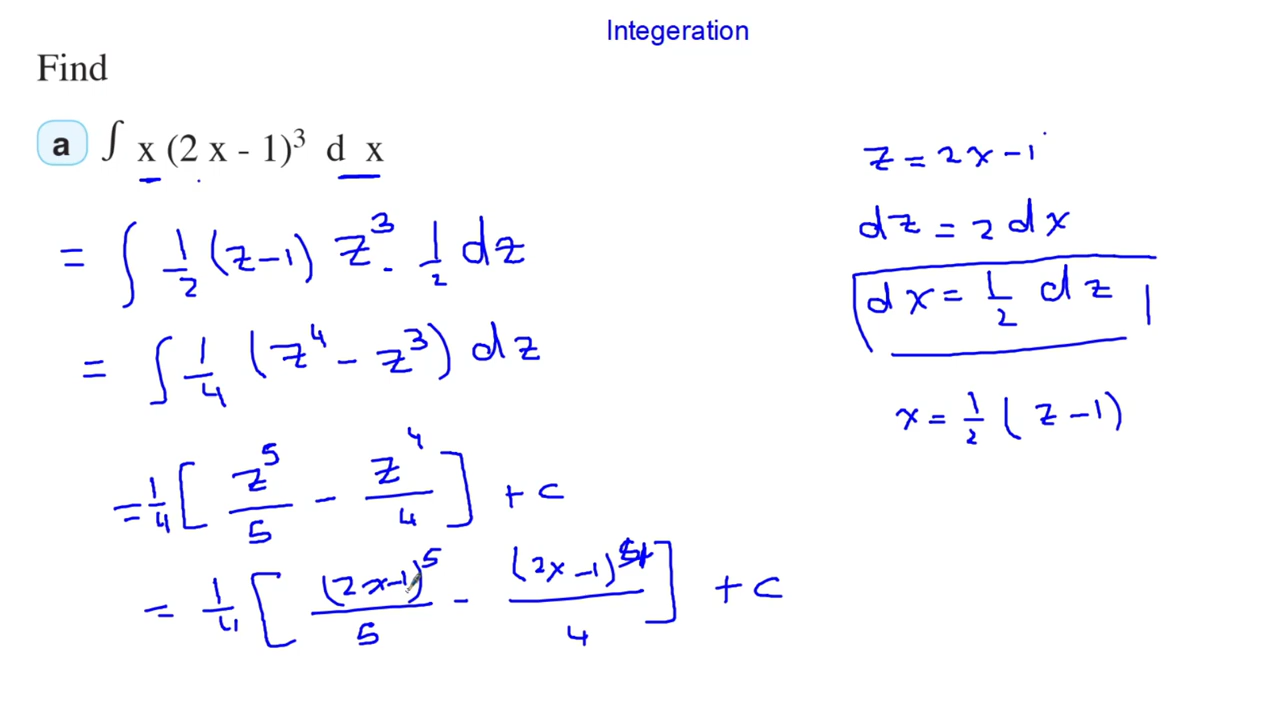 Integeration
Find
a ∫ x (2 x - 1)³ d x
= ∫ 1/2 (z-1) z³ · 1/2 dz
= ∫ 1/4 (z⁴ - z³) dz
= 1/4 [ z⁵/5 - z⁴/4 ] + c
= 1/4 [ (2x-1)⁵/5 - (2x-1)⁴/4 ] + c
z = 2x - 1
dz = 2 dx
dx = 1/2 dz
x = 1/2 ( z - 1)